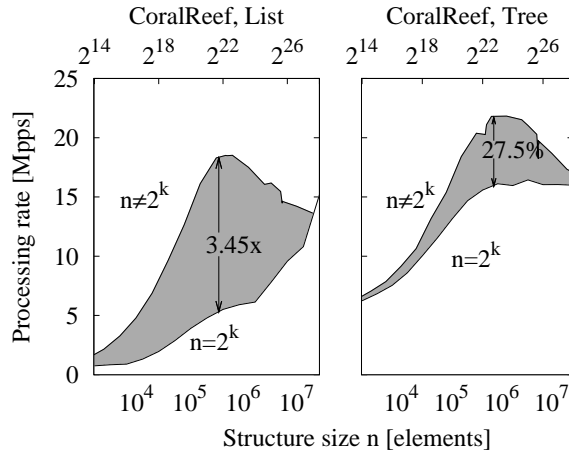 CoralReef, List
CoralReef, Tree
2^14 2^18 2^22 2^26
2^14 2^18 2^22 2^26
Processing rate [Mpps]
25
20
15
10
5
0
n≠2^k
3.45x
n=2^k
n≠2^k
27.5%
n=2^k
10^4 10^5 10^6 10^7
10^4 10^5 10^6 10^7
Structure size n [elements]